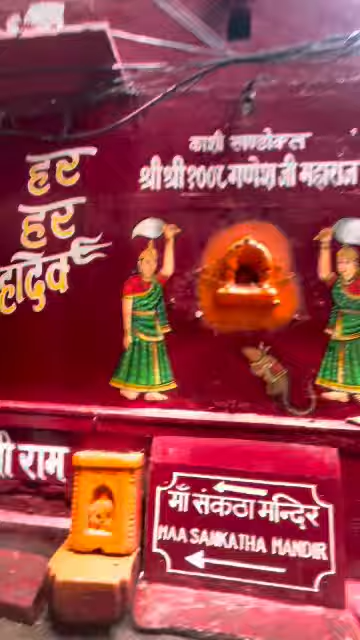 काशी खण्डोक्त
श्री श्री १००८ गणेश जी महाराज
हर
हर
हादेव
राम
माँ संकठा मन्दिर
MAA SANKATHA MANDIR